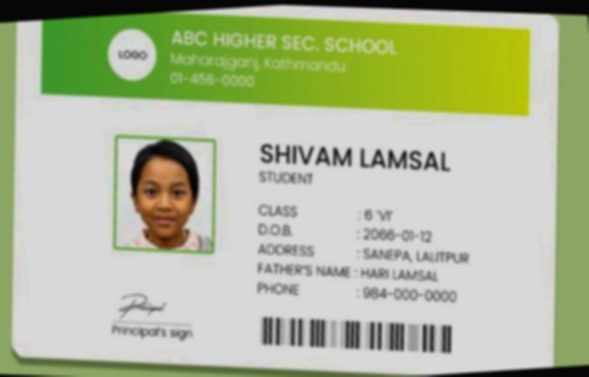 LOGO
ABC HIGHER SEC. SCHOOL
Maharajganj, Kathmandu
01-456-0000
SHIVAM LAMSAL
STUDENT
CLASS : 6 'VI'
D.O.B. : 2066-01-12
ADDRESS : SANEPA, LALITPUR
FATHER'S NAME : HARI LAMSAL
PHONE : 984-000-0000
Principal
Principal's sign